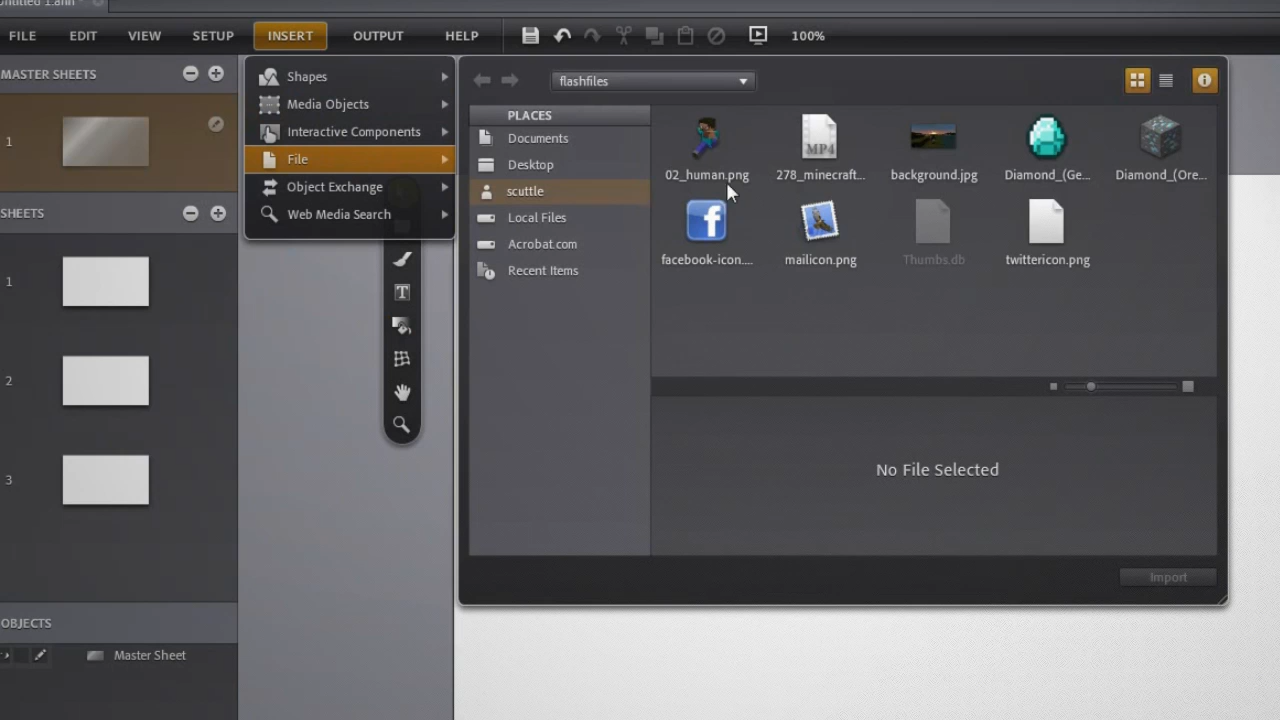 FILE EDIT VIEW SETUP INSERT OUTPUT HELP 100%
MASTER SHEETS
1
SHEETS
1
2
3
OBJECTS
Master Sheet
Shapes
Media Objects
Interactive Components
File
Object Exchange
Web Media Search
T
flashfiles
PLACES
Documents
Desktop
scuttle
Local Files
Acrobat.com
Recent Items
02_human.png
MP4
278_minecraft...
background.jpg
Diamond_(Ge...
Diamond_(Ore...
f
facebook-icon....
mailicon.png
Thumbs.db
twittericon.png
No File Selected
Import